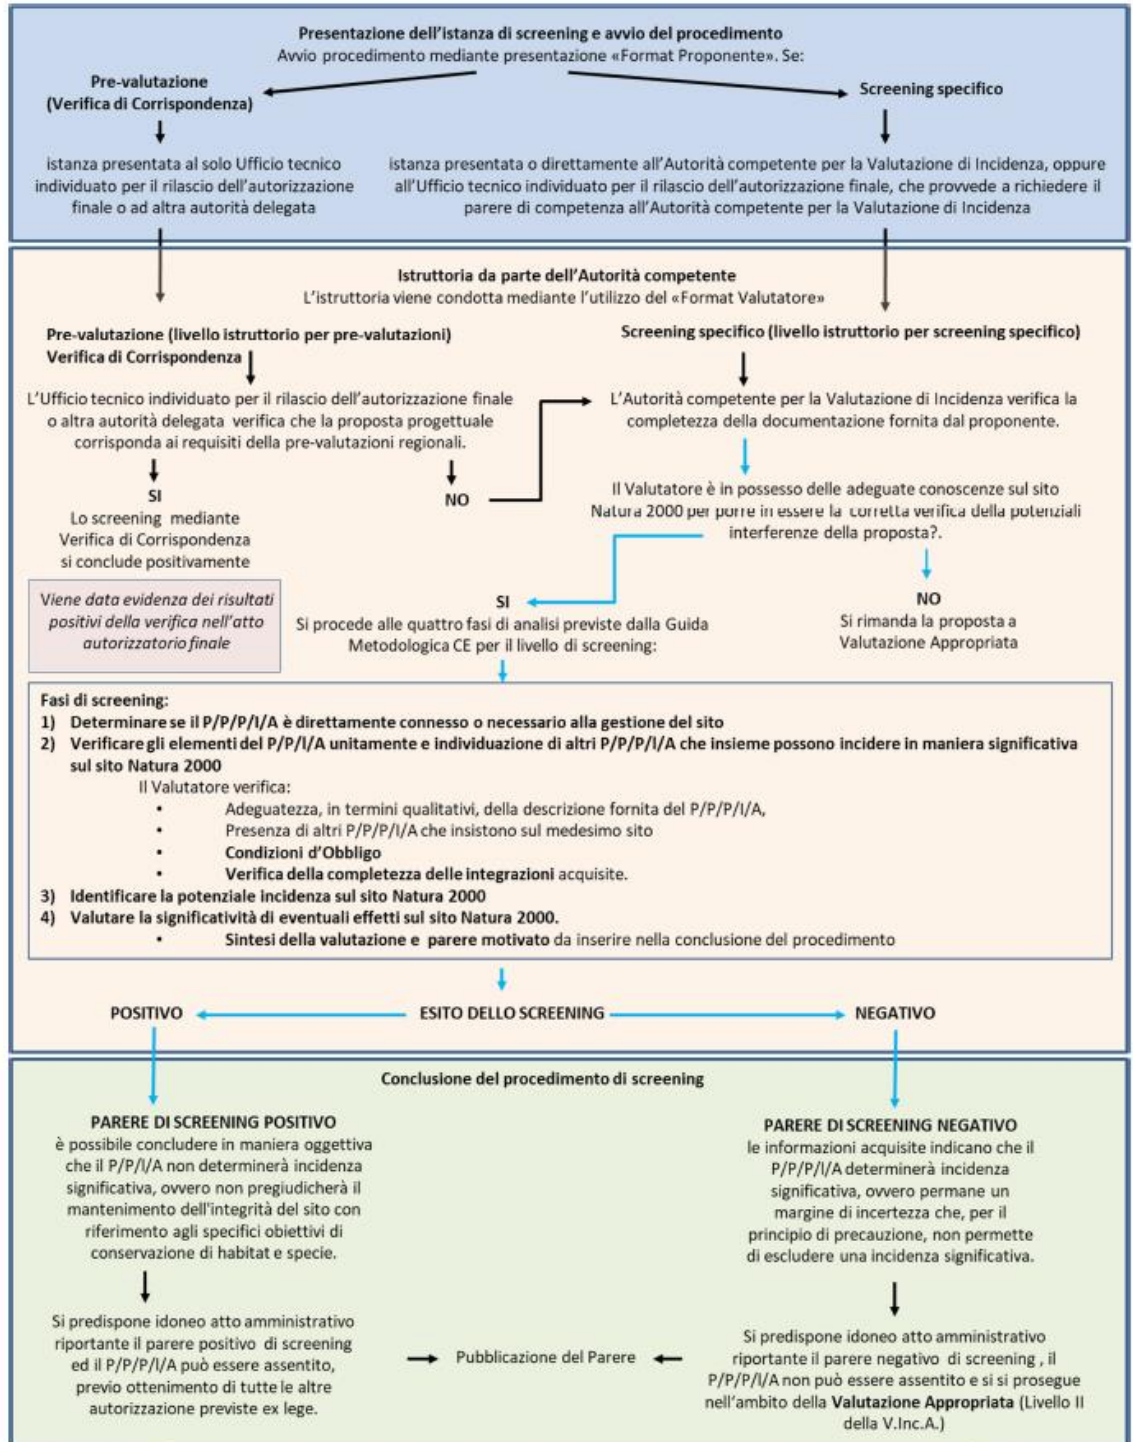 Presentazione dell'istanza di screening e avvio del procedimento
Avvio procedimento mediante presentazione «Format Proponente». Se:
Pre-valutazione
(Verifica di Corrispondenza)
Screening specifico
istanza presentata al solo Ufficio tecnico
individuato per il rilascio dell'autorizzazione
finale o ad altra autorità delegata
istanza presentata o direttamente all'Autorità competente per la Valutazione di Incidenza, oppure
all'Ufficio tecnico individuato per il rilascio dell'autorizzazione finale, che provvede a richiedere il
parere di competenza all'Autorità competente per la Valutazione di Incidenza
Istruttoria da parte dell'Autorità competente
L'istruttoria viene condotta mediante l'utilizzo del «Format Valutatore»
Pre-valutazione (livello istruttorio per pre-valutazioni)
Verifica di Corrispondenza
Screening specifico (livello istruttorio per screening specifico)
L'Ufficio tecnico individuato per il rilascio dell'autorizzazione finale
o altra autorità delegata verifica che la proposta progettuale
corrisponda ai requisiti della pre-valutazioni regionali.
L'Autorità competente per la Valutazione di Incidenza verifica la
completezza della documentazione fornita dal proponente.
SI
Lo screening mediante
Verifica di Corrispondenza
si conclude positivamente
NO
Il Valutatore è in possesso delle adeguate conoscenze sul sito
Natura 2000 per porre in essere la corretta verifica della potenziali
interferenze della proposta?.
Viene data evidenza dei risultati
positivi della verifica nell'atto
autorizzatorio finale
SI
Si procede alle quattro fasi di analisi previste dalla Guida
Metodologica CE per il livello di screening:
NO
Si rimanda la proposta a
Valutazione Appropriata
Fasi di screening:
1) Determinare se il P/P/P/I/A è direttamente connesso o necessario alla gestione del sito
2) Verificare gli elementi del P/P/I/A unitamente e individuazione di altri P/P/P/I/A che insieme possono incidere in maniera significativa
sul sito Natura 2000
Il Valutatore verifica:
• Adeguatezza, in termini qualitativi, della descrizione fornita del P/P/P/I/A,
• Presenza di altri P/P/P/I/A che insistono sul medesimo sito
• Condizioni d'Obbligo
• Verifica della completezza delle integrazioni acquisite.
3) Identificare la potenziale incidenza sul sito Natura 2000
4) Valutare la significatività di eventuali effetti sul sito Natura 2000.
• Sintesi della valutazione e parere motivato da inserire nella conclusione del procedimento
POSITIVO
ESITO DELLO SCREENING
NEGATIVO
Conclusione del procedimento di screening
PARERE DI SCREENING POSITIVO
è possibile concludere in maniera oggettiva
che il P/P/I/A non determinerà incidenza
significativa, ovvero non pregiudicherà il
mantenimento dell'integrità del sito con
riferimento agli specifici obiettivi di
conservazione di habitat e specie.
PARERE DI SCREENING NEGATIVO
le informazioni acquisite indicano che il
P/P/P/I/A determinerà incidenza
significativa, ovvero permane un
margine di incertezza che, per il
principio di precauzione, non permette
di escludere una incidenza significativa.
Si predispone idoneo atto amministrativo
riportante il parere positivo di screening
ed il P/P/P/I/A può essere assentito,
previo ottenimento di tutte le altre
autorizzazione previste ex lege.
Pubblicazione del Parere
Si predispone idoneo atto amministrativo
riportante il parere negativo di screening , il
P/P/P/I/A non può essere assentito e si si prosegue
nell'ambito della Valutazione Appropriata (Livello II
della V.Inc.A.)